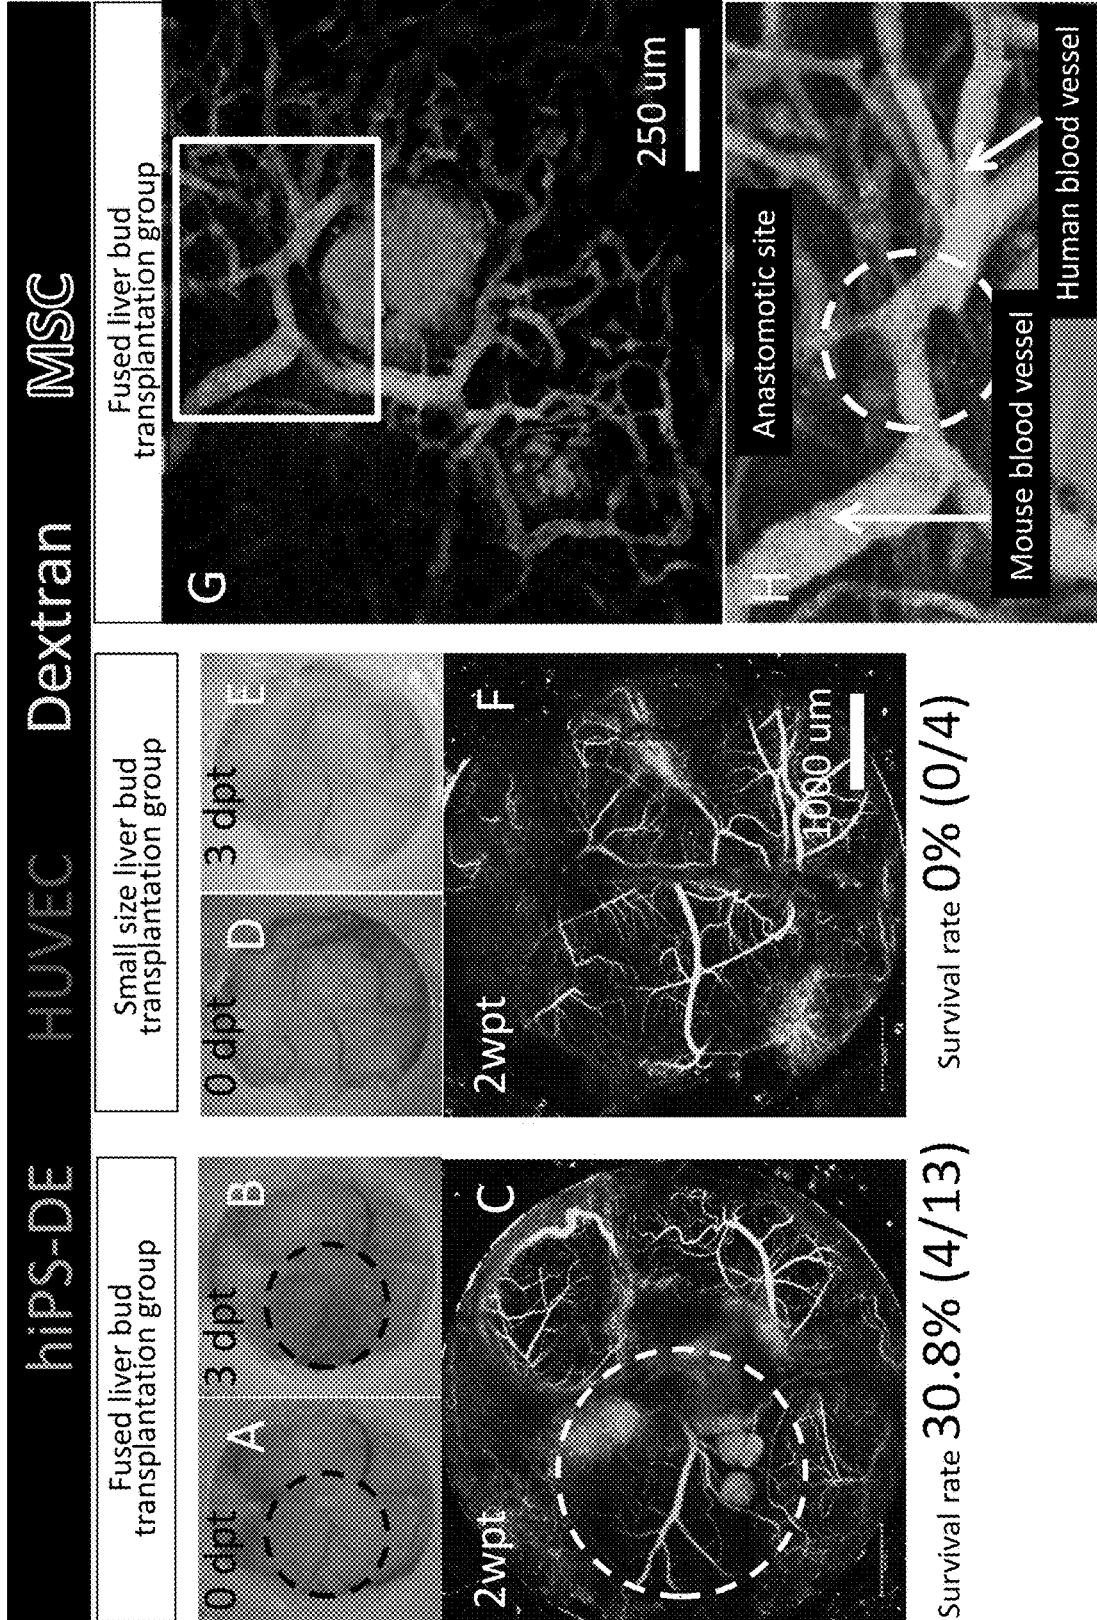 hiPS-DE HUVEC Dextran MSC
Fused liver bud
transplantation group
0 dpt
A
3 dpt
B
2wpt
C
Survival rate 30.8% (4/13)
Small size liver bud
transplantation group
0 dpt
D
3 dpt
E
2wpt
F
1000 um
Survival rate 0% (0/4)
Fused liver bud
transplantation group
G
250 um
H
Anastomotic site
Mouse blood vessel
Human blood vessel